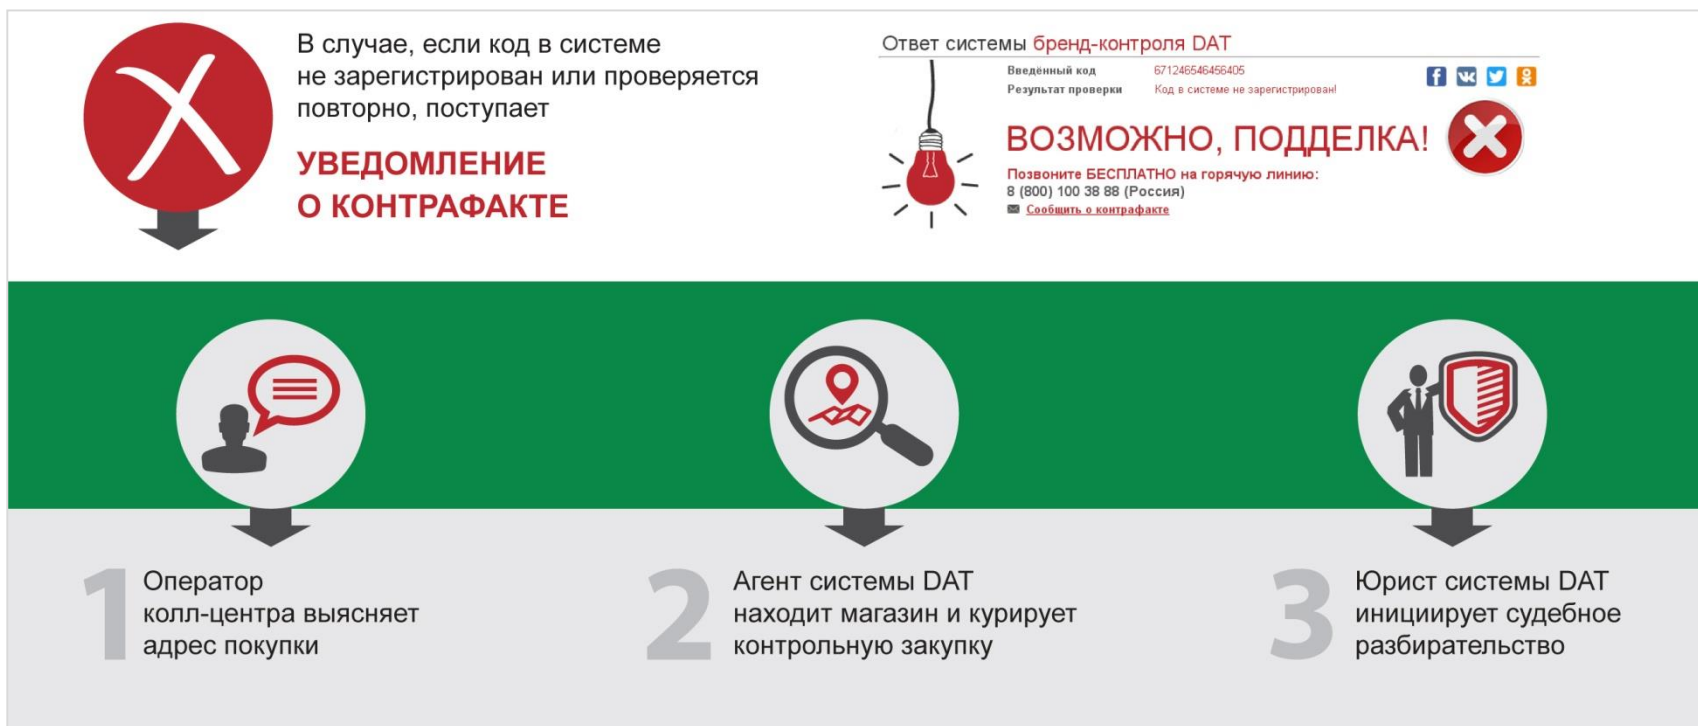 В случае, если код в системе
не зарегистрирован или проверяется
повторно, поступает
УВЕДОМЛЕНИЕ
О КОНТРАФАКТЕ
Ответ системы бренд-контроля DAT
Введённый код 671246546456405
Результат проверки Код в системе не зарегистрирован!
ВОЗМОЖНО, ПОДДЕЛКА!
Позвоните БЕСПЛАТНО на горячую линию:
8 (800) 100 38 88 (Россия)
Сообщить о контрафакте
1
Оператор
колл-центра выясняет
адрес покупки
2
Агент системы DAT
находит магазин и курирует
контрольную закупку
3
Юрист системы DAT
инициирует судебное
разбирательство